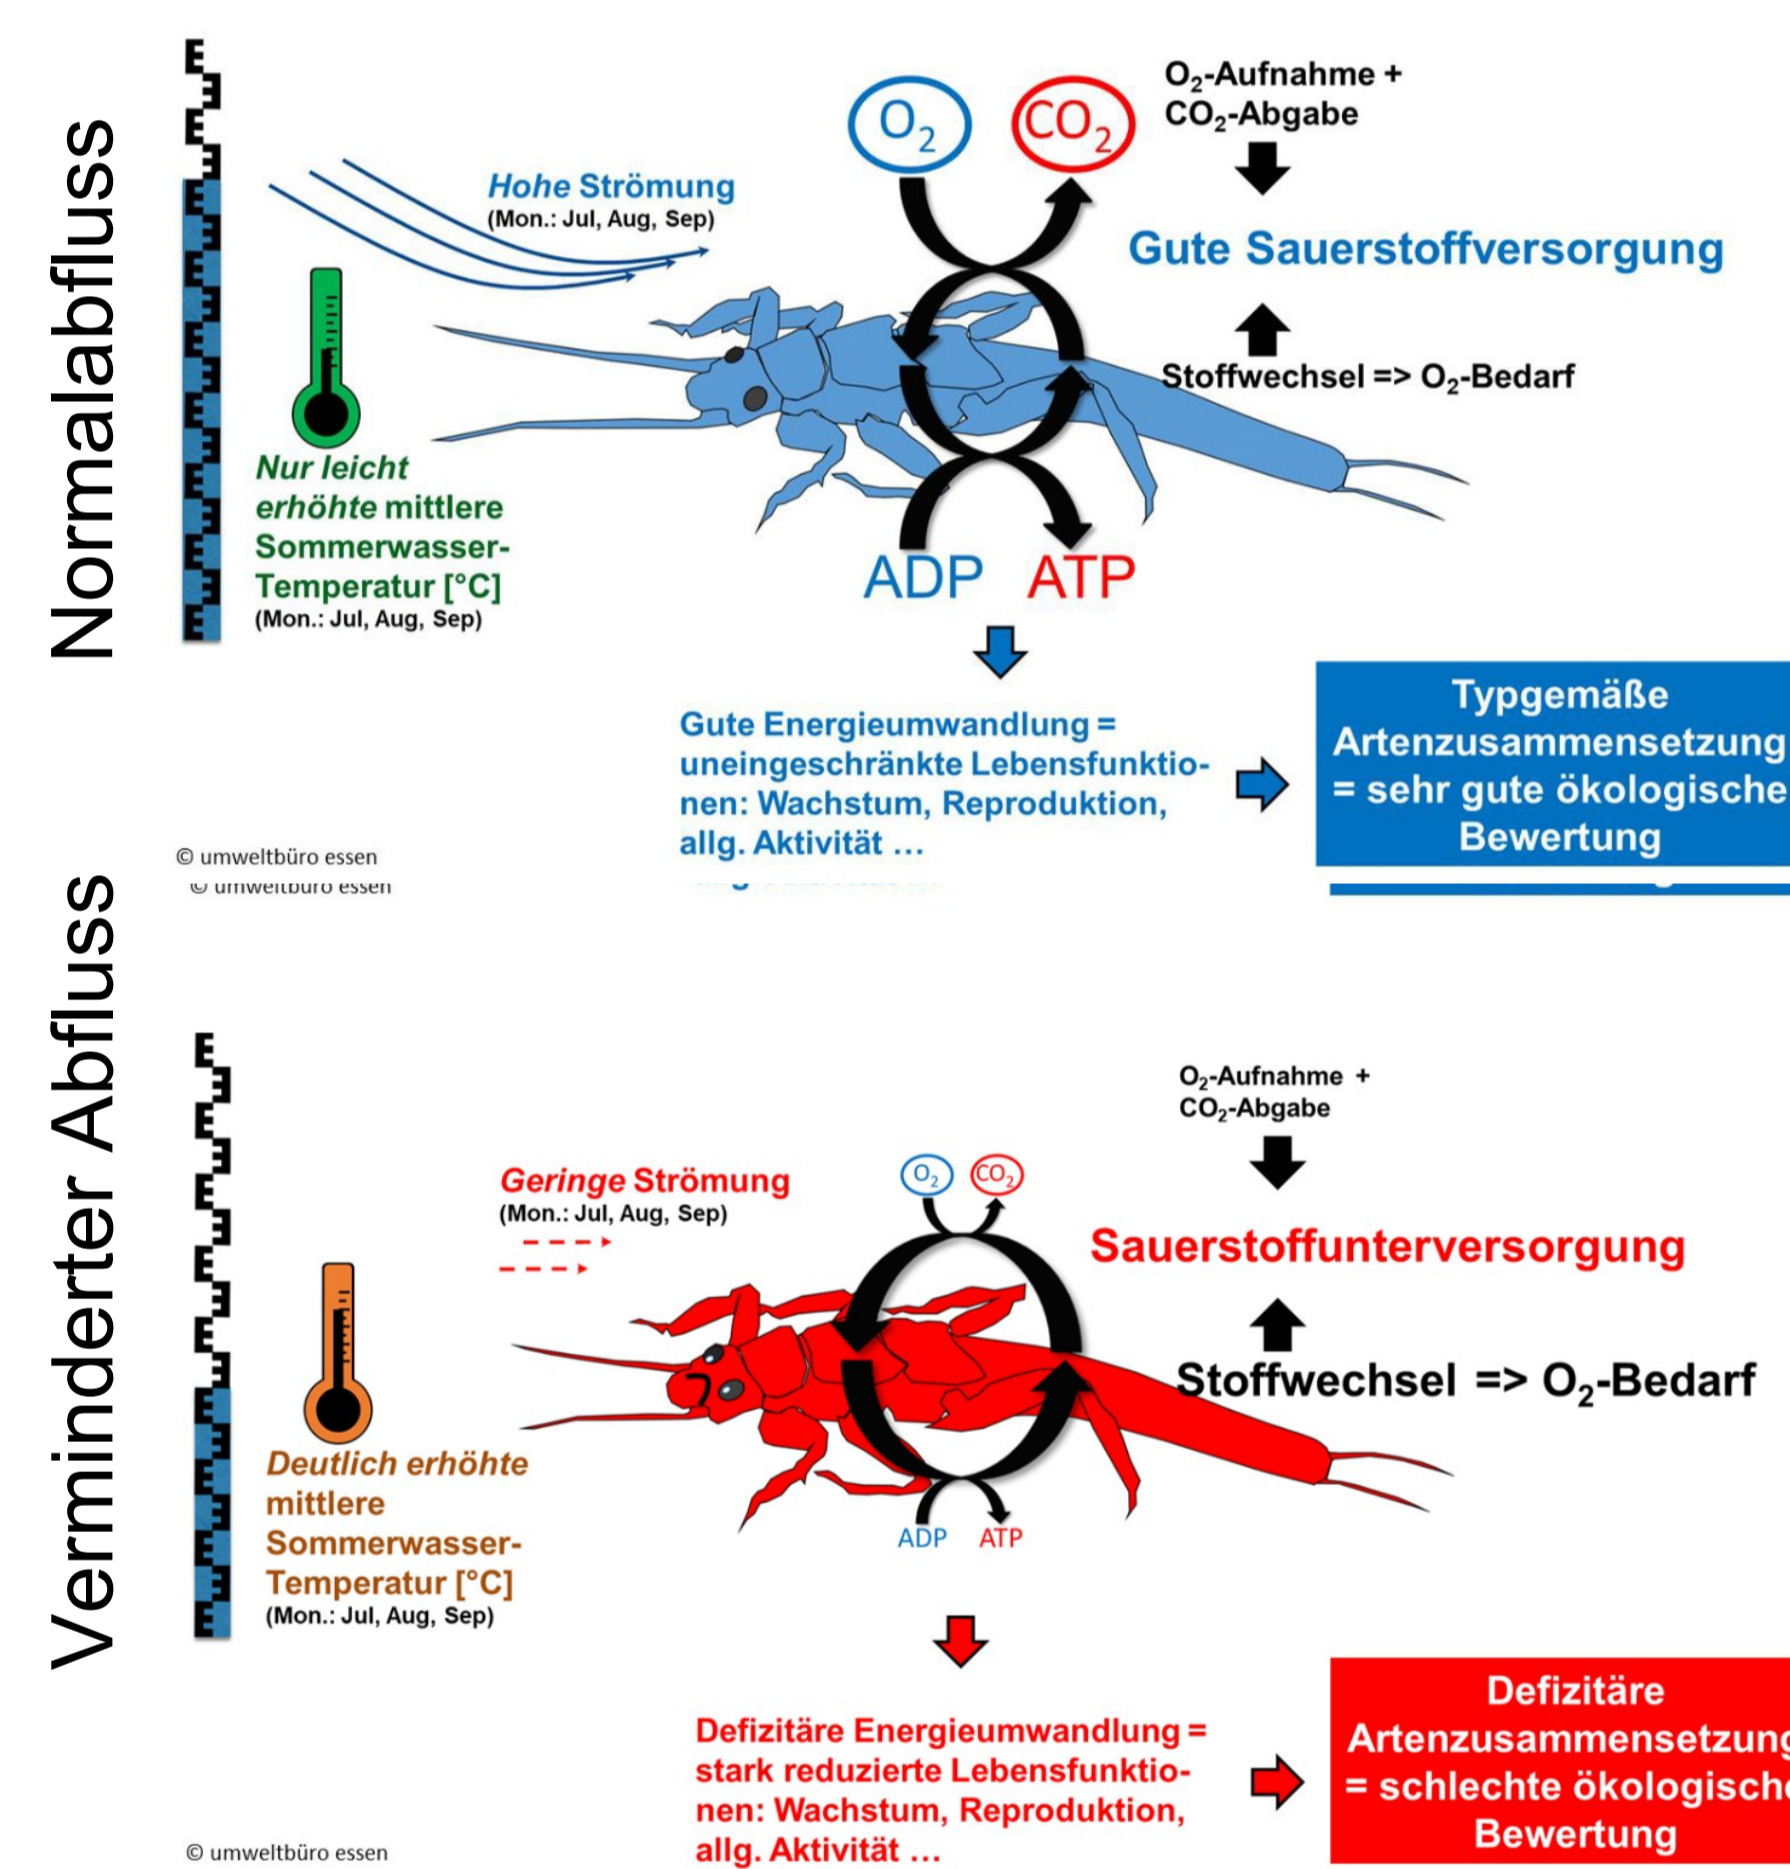 Normalabfluss
O₂
CO₂
O₂-Aufnahme +
CO₂-Abgabe
Hohe Strömung
(Mon.: Jul, Aug, Sep)
Gute Sauerstoffversorgung
Stoffwechsel => O₂-Bedarf
Nur leicht
erhöhte mittlere
Sommerwasser-
Temperatur [°C]
(Mon.: Jul, Aug, Sep)
ADP ATP
Gute Energieumwandlung =
uneingeschränkte Lebensfunktio-
nen: Wachstum, Reproduktion,
allg. Aktivität ...
Typgemäße
Artenzusammensetzung
= sehr gute ökologische
Bewertung
© umweltbüro essen
© umweltbüro essen
Verminderter Abfluss
O₂-Aufnahme +
CO₂-Abgabe
Geringe Strömung
(Mon.: Jul, Aug, Sep)
O₂
CO₂
Sauerstoffunterversorgung
Stoffwechsel => O₂-Bedarf
Deutlich erhöhte
mittlere
Sommerwasser-
Temperatur [°C]
(Mon.: Jul, Aug, Sep)
ADP ATP
Defizitäre Energieumwandlung =
stark reduzierte Lebensfunktio-
nen: Wachstum, Reproduktion,
allg. Aktivität ...
Defizitäre
Artenzusammensetzung
= schlechte ökologische
Bewertung
© umweltbüro essen